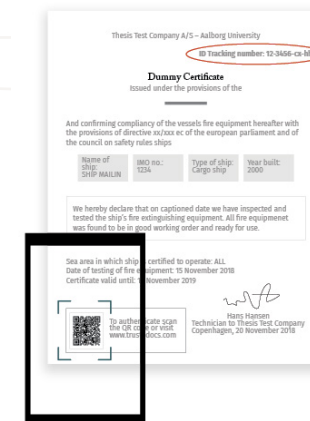 Thesis Test Company A/S – Aalborg University
ID Tracking number: 12-3456-ca-
Dummy Certificate
Issued under the provisions of the
And confirming compliancy of the vessels fire equipment hereafter with
the provisions of directive xx/xxx ec of the european parliament and of
the council on safety rules ships
Name of ship:
SHIP MAILIN
IMO no.:
1234
Type of ship:
Cargo ship
Year built:
2000
We hereby declare that on captioned date we have inspected and
tested the ship's fire extinguishing equipment. All fire equipmenet
was found to be in good working order and ready for use.
Sea area in which ship certified to operate: ALL
Date of testing of fire equipment: 15 November 2018
Certificate valid until: November 2019
To authenticate scan
the QR code or visit
www.trustdocs.com
Hans Hansen
Technician to Thesis Test Company
Copenhagen, 20 November 2018